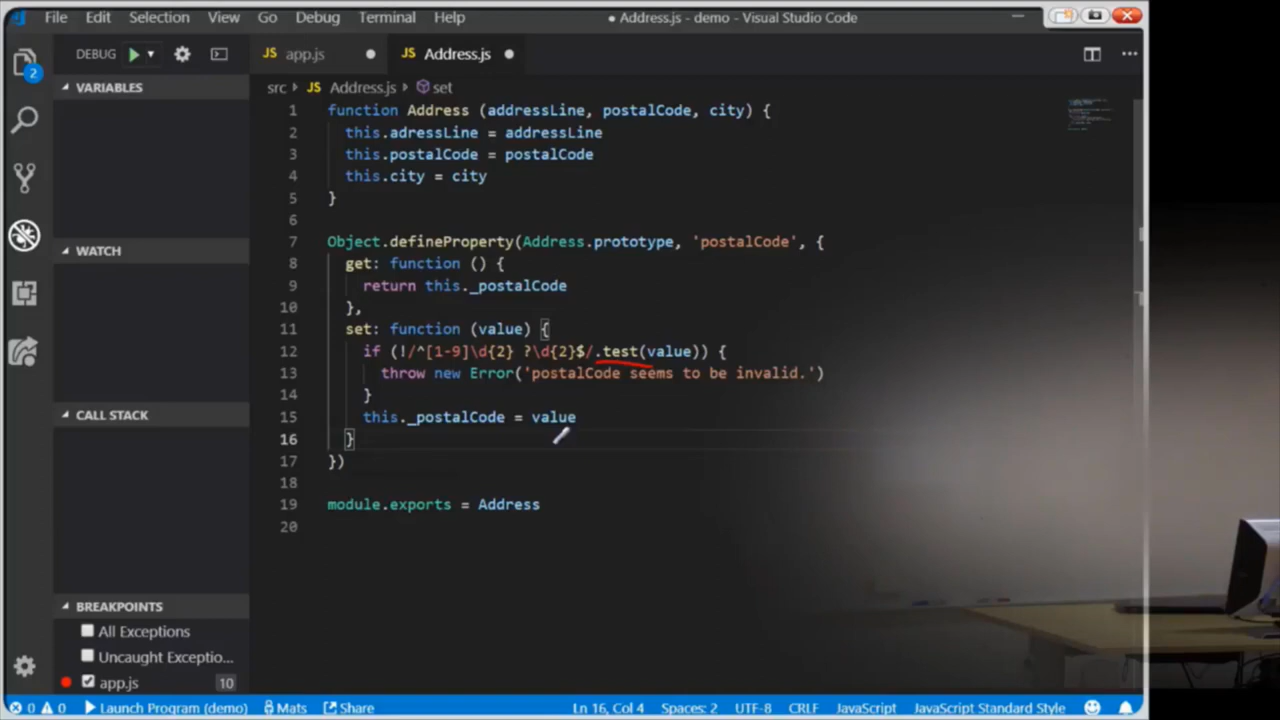 File Edit Selection View Go Debug Terminal Help ● Address.js - demo - Visual Studio Code
DEBUG
JS app.js ● JS Address.js ●
2
VARIABLES
src JS Address.js set
1 function Address (addressLine, postalCode, city) {
2 this.adressLine = addressLine
3 this.postalCode = postalCode
4 this.city = city
5 }
6
7 Object.defineProperty(Address.prototype, 'postalCode', {
8 get: function () {
9 return this._postalCode
10 },
11 set: function (value) {
12 if (!/^[1-9]\d{2} ?\d{2}$/.test(value)) {
13 throw new Error('postalCode seems to be invalid.')
14 }
15 this._postalCode = value
16 }
17 })
18
19 module.exports = Address
20
WATCH
CALL STACK
BREAKPOINTS
All Exceptions
Uncaught Exceptio...
app.js 10
0 0 Launch Program (demo) Mats Share Ln 16, Col 4 Spaces: 2 UTF-8 CRLF JavaScript JavaScript Standard Style